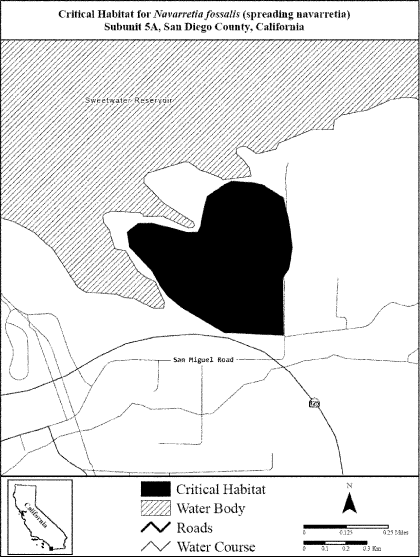 Critical Habitat for Navarretia fossalis (spreading navarretia)
Subunit 5A, San Diego County, California
Sweetwater Reservoir
San Miguel Road
California
Critical Habitat
Water Body
Roads
Water Course
N
0 0.125 0.25 Miles
0 0.1 0.2 0.3 Km